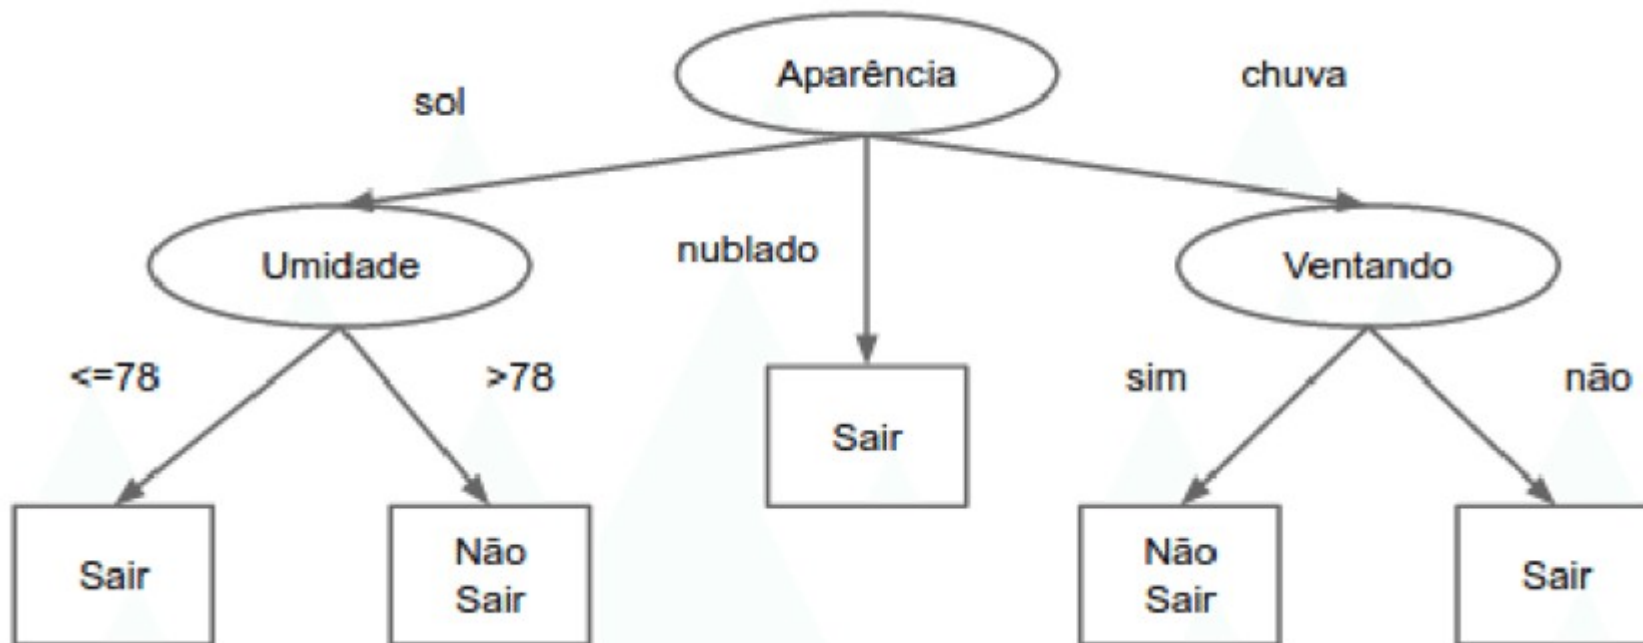 Aparência
sol
chuva
Umidade
nublado
Ventando
<=78
>78
sim
não
Sair
Sair
Não
Sair
Não
Sair
Sair